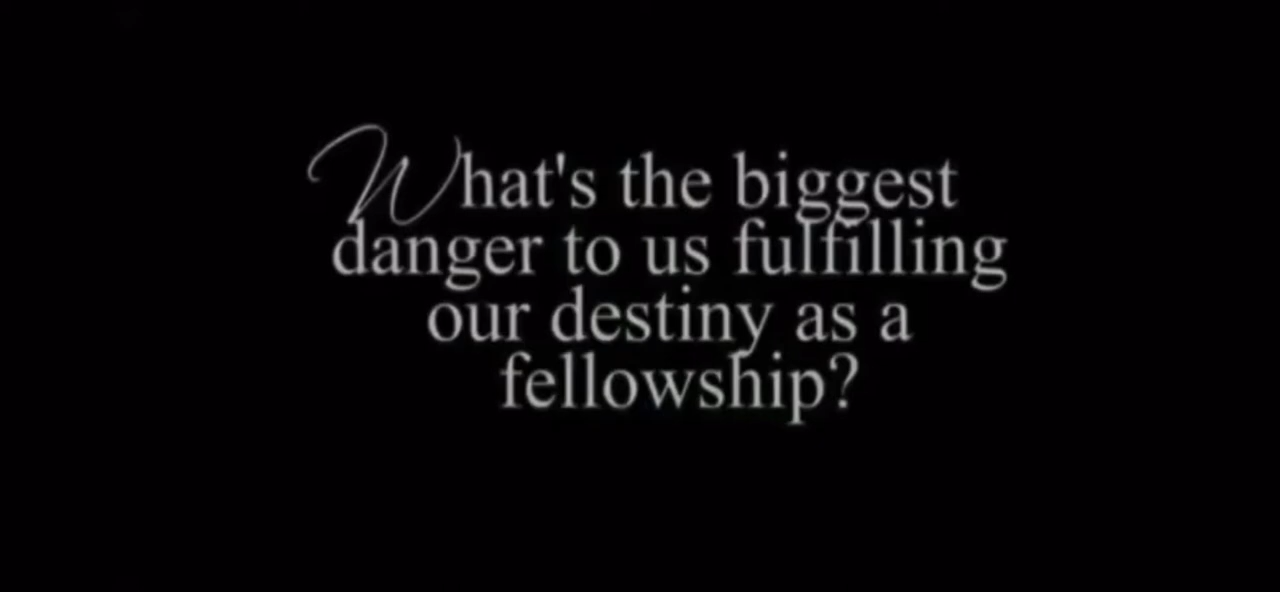 What's the biggest
danger to us fulfilling
our destiny as a
fellowship?